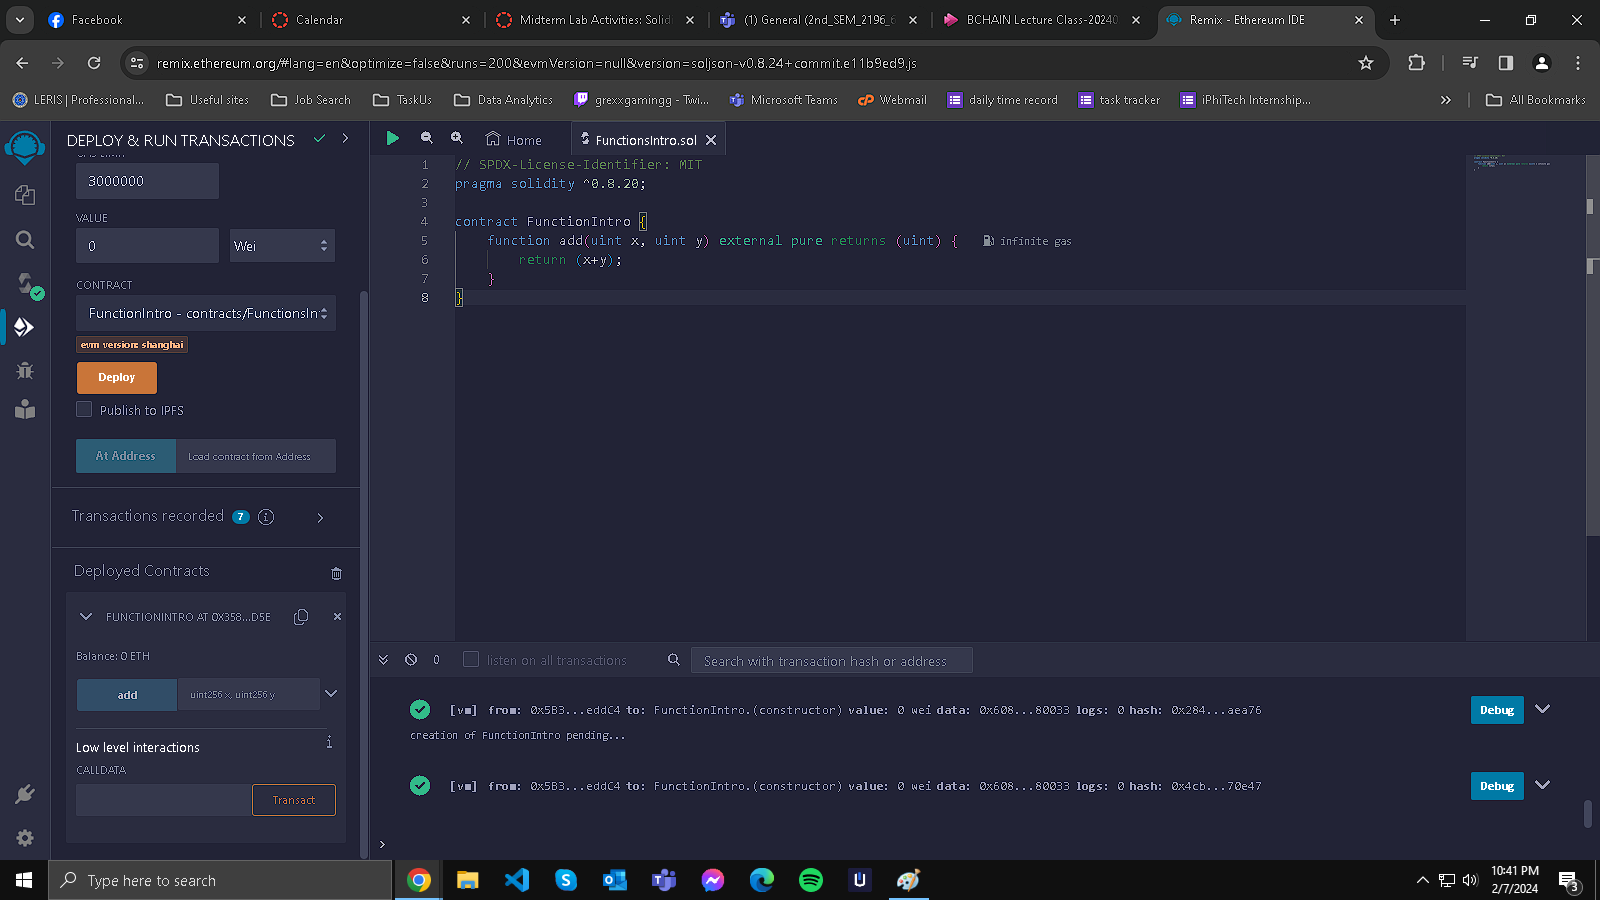 Facebook
Calendar
Midterm Lab Activities: Solidi
(1) General (2nd_SEM_2196_6
BCHAIN Lecture Class-20240
Remix - Ethereum IDE
remix.ethereum.org/#lang=en&optimize=false&runs=200&evmVersion=null&version=soljson-v0.8.24+commit.e11b9ed9.js
LERIS | Professional...
Useful sites
Job Search
TaskUs
Data Analytics
grexxgamingg - Twi...
Microsoft Teams
Webmail
daily time record
task tracker
iPhiTech Internship...
All Bookmarks
DEPLOY & RUN TRANSACTIONS
3000000
VALUE
0
Wei
CONTRACT
FunctionIntro - contracts/FunctionsIn
evm version: shanghai
Deploy
Publish to IPFS
At Address
Load contract from Address
Transactions recorded 7
Deployed Contracts
FUNCTIONINTRO AT 0X358...D5E
Balance: 0 ETH
add
uint256 x, uint256 y
Low level interactions
CALLDATA
Transact
Home
FunctionsIntro.sol
1 // SPDX-License-Identifier: MIT
2 pragma solidity ^0.8.20;
3
4 contract FunctionIntro {
5 function add(uint x, uint y) external pure returns (uint) { infinite gas
6 return (x+y);
7 }
8 }
0
listen on all transactions
Search with transaction hash or address
[vm] from: 0x5B3...eddC4 to: FunctionIntro.(constructor) value: 0 wei data: 0x608...80033 logs: 0 hash: 0x284...aea76
Debug
creation of FunctionIntro pending...
[vm] from: 0x5B3...eddC4 to: FunctionIntro.(constructor) value: 0 wei data: 0x608...80033 logs: 0 hash: 0x4cb...70e47
Debug
>
Type here to search
10:41 PM
2/7/2024
3